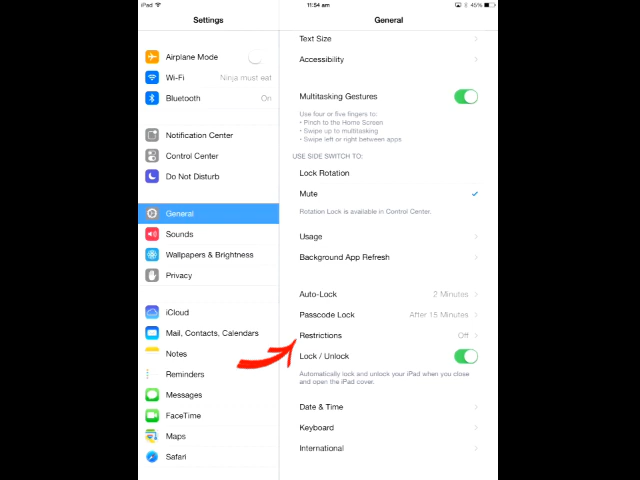 iPad
11:54 am
45%
Settings
Airplane Mode
Wi-Fi Ninja must eat
Bluetooth On
Notification Center
Control Center
Do Not Disturb
General
Sounds
Wallpapers & Brightness
Privacy
iCloud
Mail, Contacts, Calendars
Notes
Reminders
Messages
FaceTime
Maps
Safari
General
Text Size
Accessibility
Multitasking Gestures
Use four or five fingers to:
• Pinch to the Home Screen
• Swipe up to multitasking
• Swipe left or right between apps
USE SIDE SWITCH TO:
Lock Rotation
Mute
Rotation Lock is available in Control Center.
Usage
Background App Refresh
Auto-Lock 2 Minutes
Passcode Lock After 15 Minutes
Restrictions Off
Lock / Unlock
Automatically lock and unlock your iPad when you close
and open the iPad cover.
Date & Time
Keyboard
International